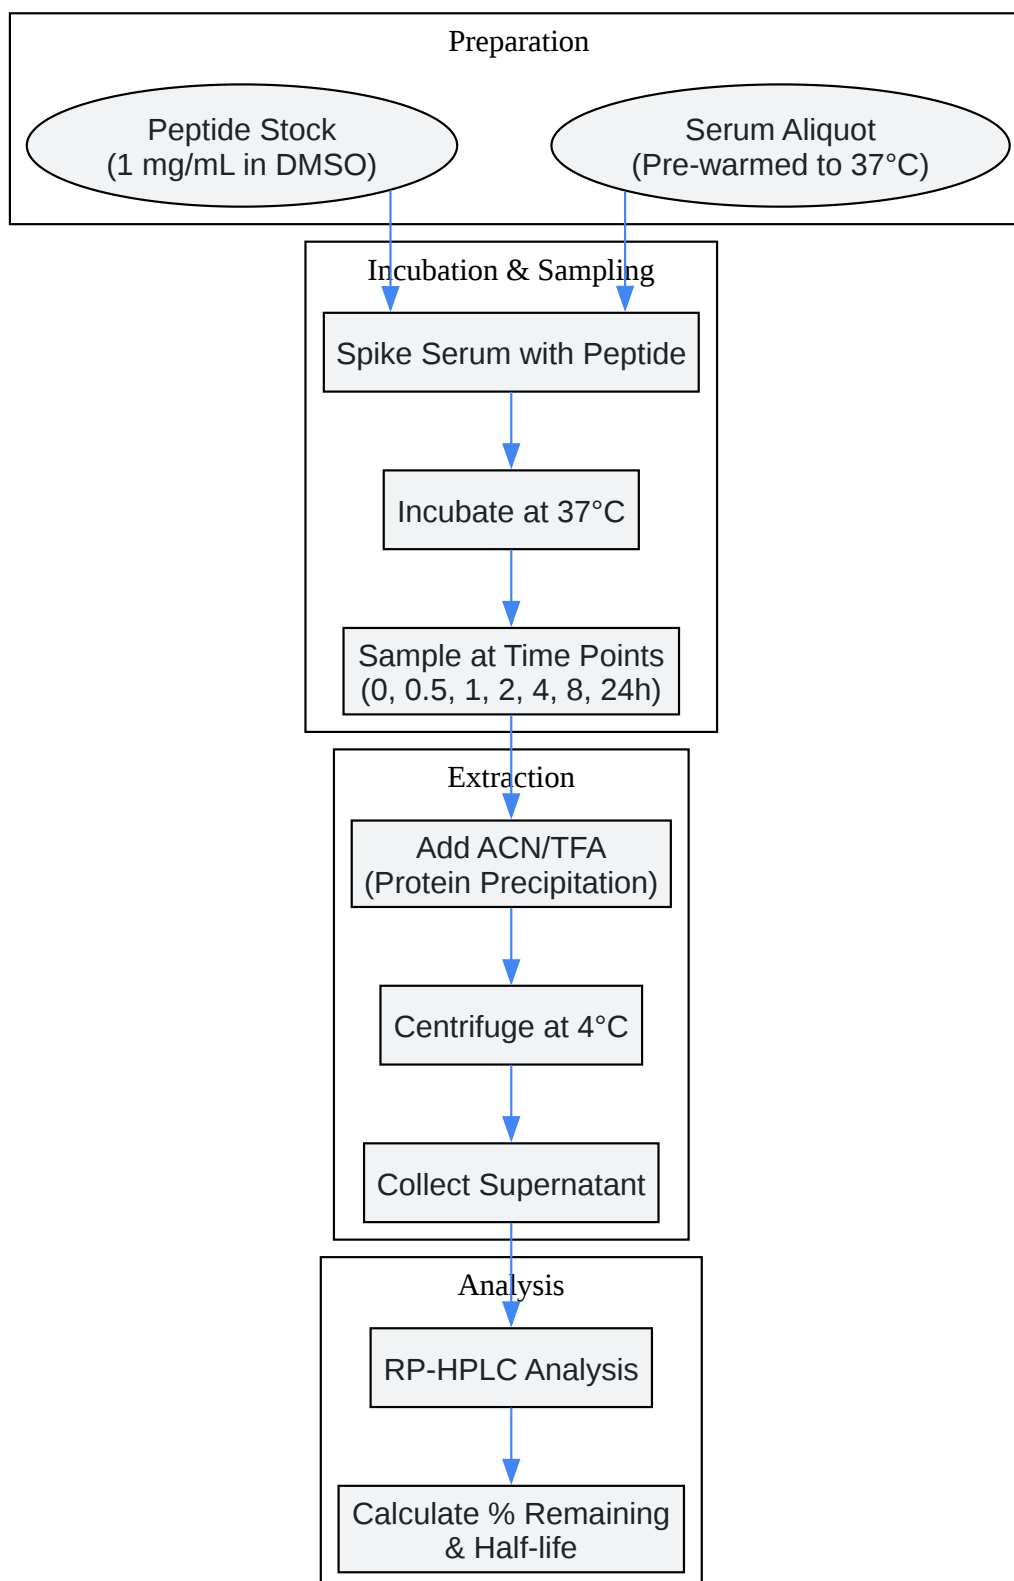 Preparation
Peptide Stock
(1 mg/mL in DMSO)
Serum Aliquot
(Pre-warmed to 37°C)
Incubation & Sampling
Spike Serum with Peptide
Incubate at 37°C
Sample at Time Points
(0, 0.5, 1, 2, 4, 8, 24h)
Extraction
Add ACN/TFA
(Protein Precipitation)
Centrifuge at 4°C
Collect Supernatant
Analysis
RP-HPLC Analysis
Calculate % Remaining
& Half-life